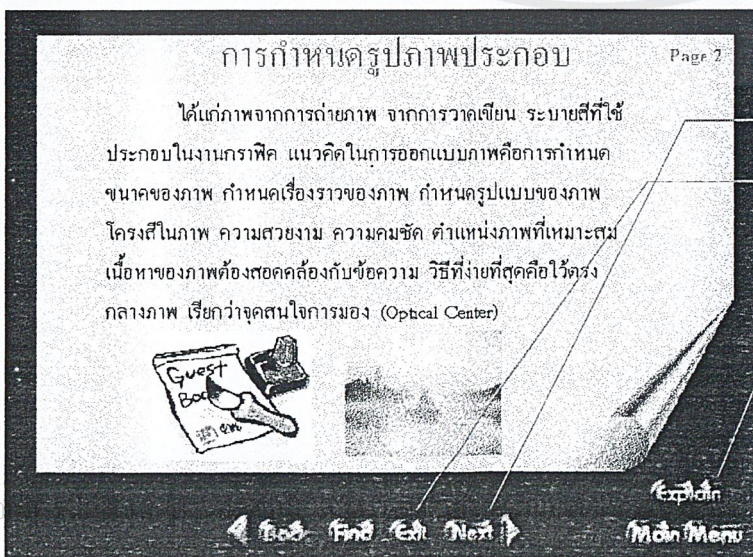 การกำหนดรูปภาพประกอบ
Page 2
ได้แก่ภาพจากการถ่ายภาพ จากการวาดเขียน ระบายสีที่ใช้
ประกอบในงานกราฟิค แนวคิดในการออกแบบภาพคือการกำหนด
ขนาดของภาพ กำหนดเรื่องราวของภาพ กำหนดรูปแบบของภาพ
โครงสีในภาพ ความสวยงาม ความคมชัด ตำแหน่งภาพที่เหมาะสม
เนื้อหาของภาพต้องสอดคล้องกับข้อความ วิธีที่ง่ายที่สุดคือไว้ตรง
กลางภาพ เรียกว่าจุดสนใจการมอง (Optical Center)
Guest
Explain
Back Find Exit Next
Main Menu